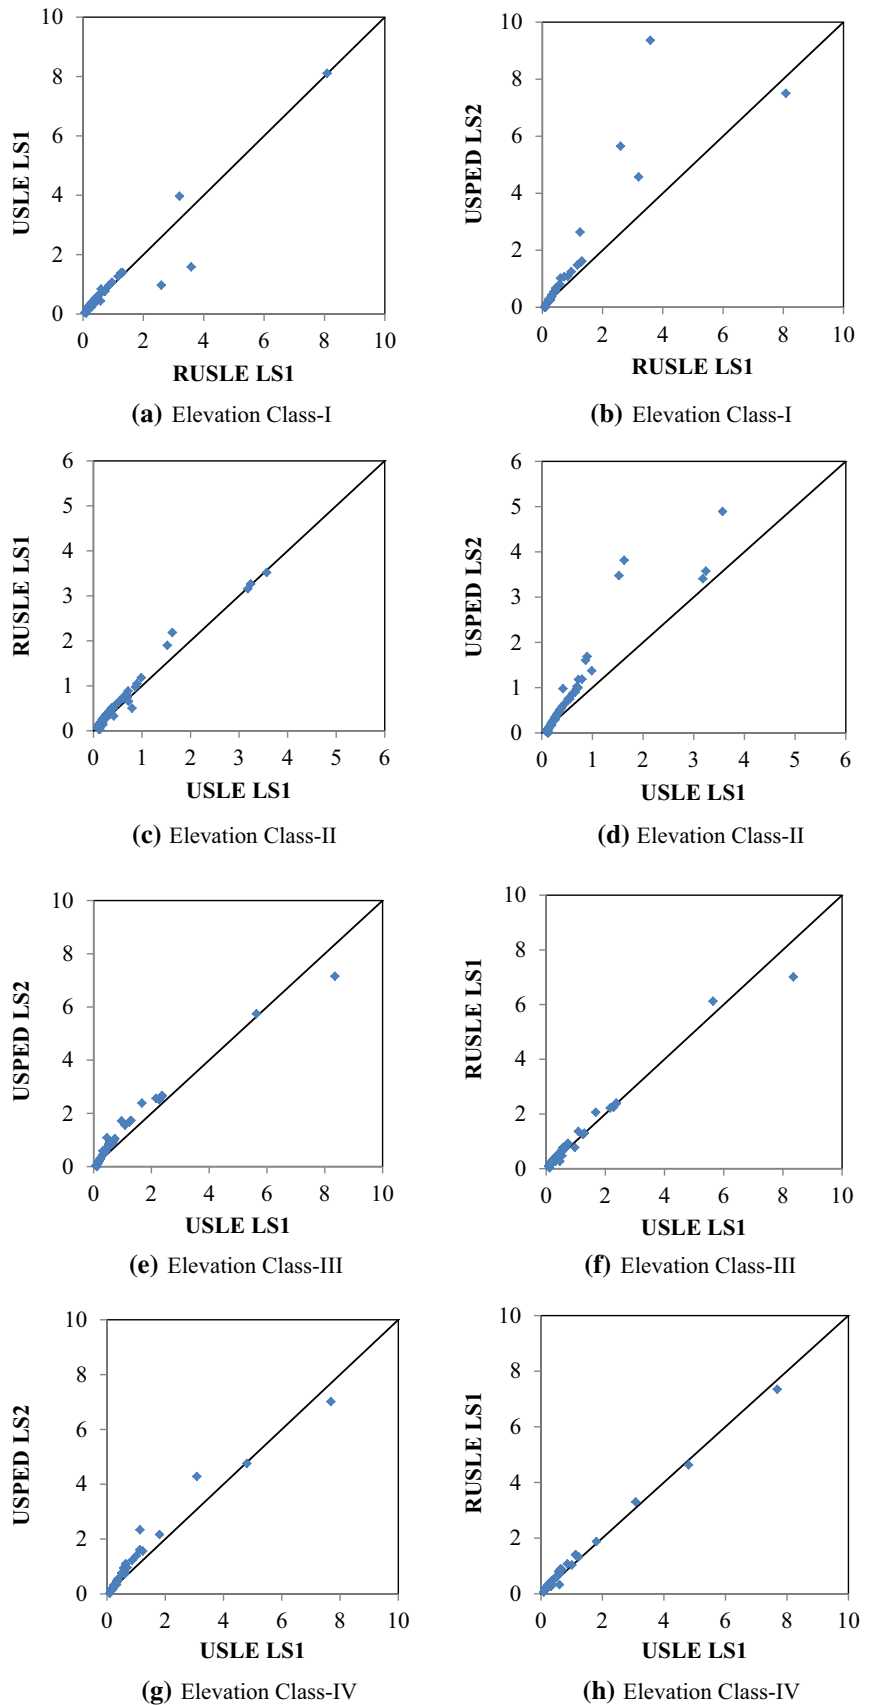 10
8
6
4
2
0
0 2 4 6 8 10
USLE LS1
RUSLE LS1
(a) Elevation Class-I
10
8
6
4
2
0
0 2 4 6 8 10
USPED LS2
RUSLE LS1
(b) Elevation Class-I
6
5
4
3
2
1
0
0 1 2 3 4 5 6
RUSLE LS1
USLE LS1
(c) Elevation Class-II
6
5
4
3
2
1
0
0 1 2 3 4 5 6
USPED LS2
USLE LS1
(d) Elevation Class-II
10
8
6
4
2
0
0 2 4 6 8 10
USPED LS2
USLE LS1
(e) Elevation Class-III
10
8
6
4
2
0
0 2 4 6 8 10
RUSLE LS1
USLE LS1
(f) Elevation Class-III
10
8
6
4
2
0
0 2 4 6 8 10
USPED LS2
USLE LS1
(g) Elevation Class-IV
10
8
6
4
2
0
0 2 4 6 8 10
RUSLE LS1
USLE LS1
(h) Elevation Class-IV